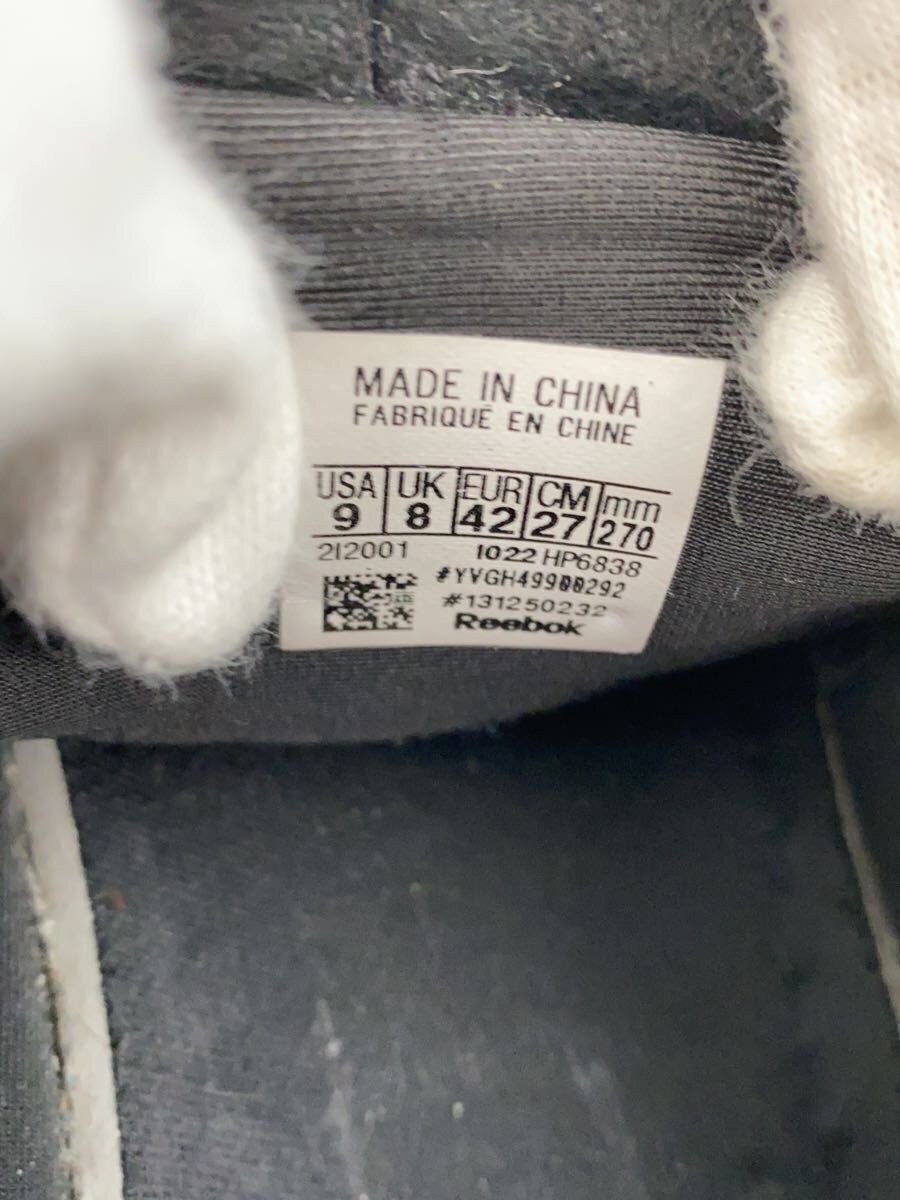 MADE IN CHINA
FABRIQUÉ EN CHINE
USA UK EUR CM mm
9 8 42 27 270
2I2001 1022 HP6838
#YVGH49900292
#131250232
Reebok